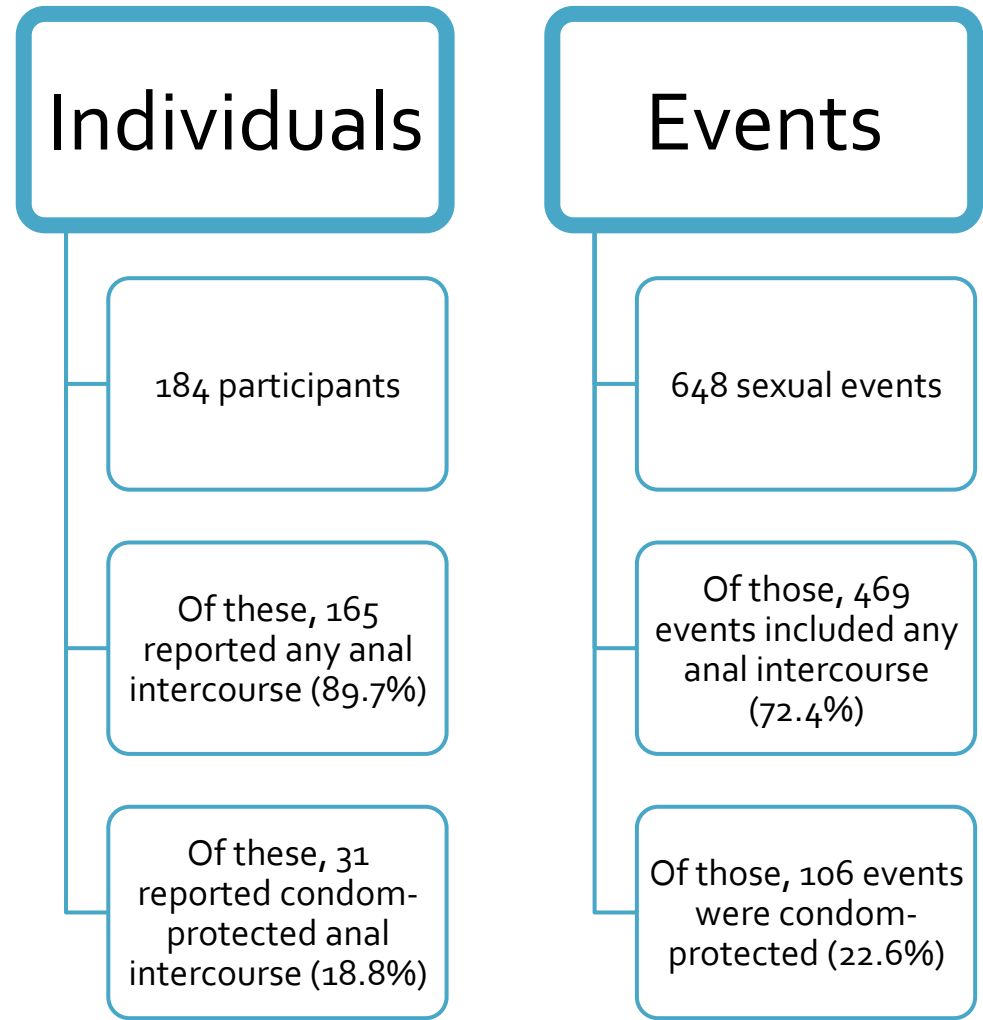 Individuals
184 participants
Of these, 165
reported any anal
intercourse (89.7%)
Of these, 31
reported condom-
protected anal
intercourse (18.8%)
Events
648 sexual events
Of those, 469
events included any
anal intercourse
(72.4%)
Of those, 106 events
were condom-
protected (22.6%)